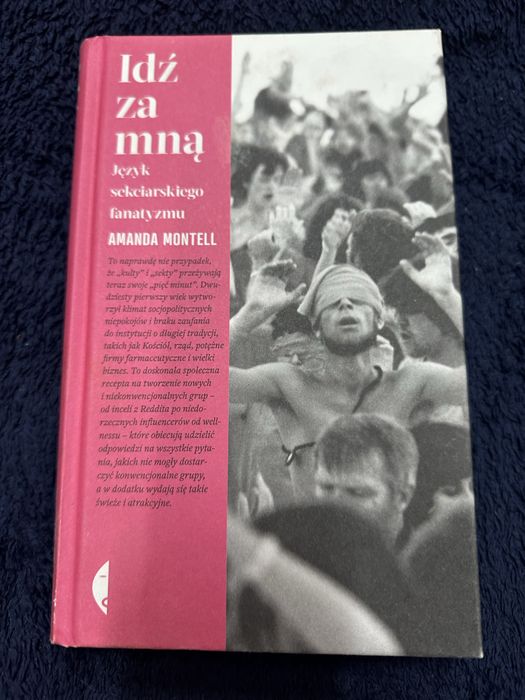 Idź
za
mną
Język
sekciarskiego
fanatyzmu
AMANDA MONTELL
To naprawdę nie przypadek,
że „kulty” i „sekty” przeżywają
teraz swoje „pięć minut”. Dwu-
dziesty pierwszy wiek wytwo-
rzył klimat socjopolitycznych
niepokojów i braku zaufania
do instytucji o długiej tradycji,
takich jak Kościół, rząd, potężne
firmy farmaceutyczne i wielki
biznes. To doskonała społeczna
recepta na tworzenie nowych
i niekonwencjonalnych grup –
od inceli z Reddita po niedo-
rzecznych influencerów od well-
nessu – które obiecują udzielić
odpowiedzi na wszystkie pyta-
nia, jakich nie mogły dostar-
czyć konwencjonalne grupy,
a w dodatku wydają się takie
świeże i atrakcyjne.